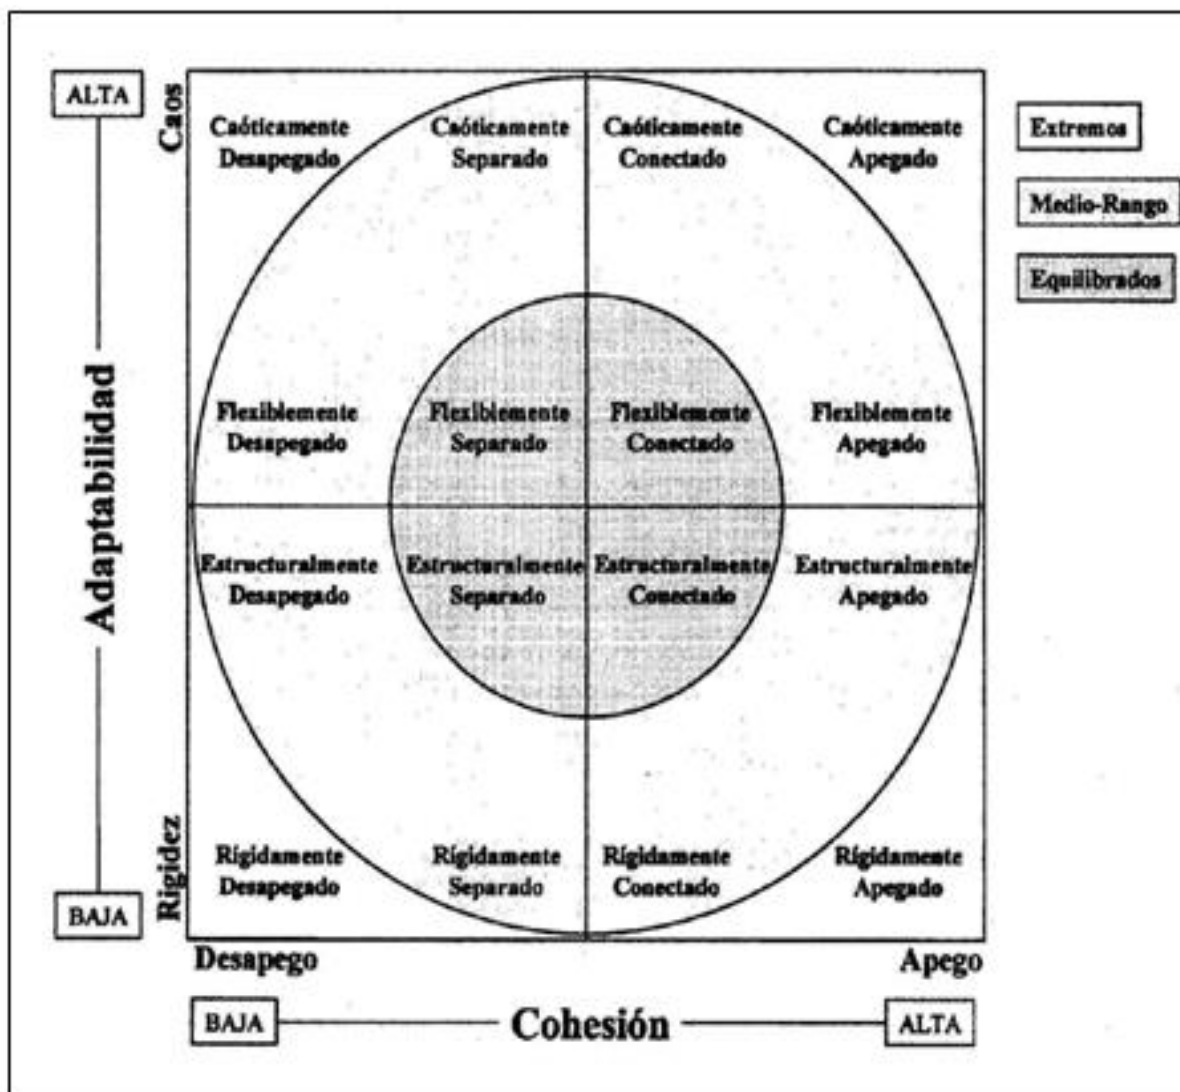 ALTA
Caos
Caóticamente
Desapegado
Caóticamente
Separado
Caóticamente
Conectado
Caóticamente
Apegado
Extremos
Medio-Rango
Equilibrados
Adaptabilidad
Flexiblemente
Desapegado
Flexiblemente
Separado
Flexiblemente
Conectado
Flexiblemente
Apegado
Estructuralmente
Desapegado
Estructuralmente
Separado
Estructuralmente
Conectado
Estructuralmente
Apegado
Rígidez
Rígidamente
Desapegado
Rígidamente
Separado
Rígidamente
Conectado
Rígidamente
Apegado
BAJA
Desapego
Apego
BAJA
Cohesión
ALTA